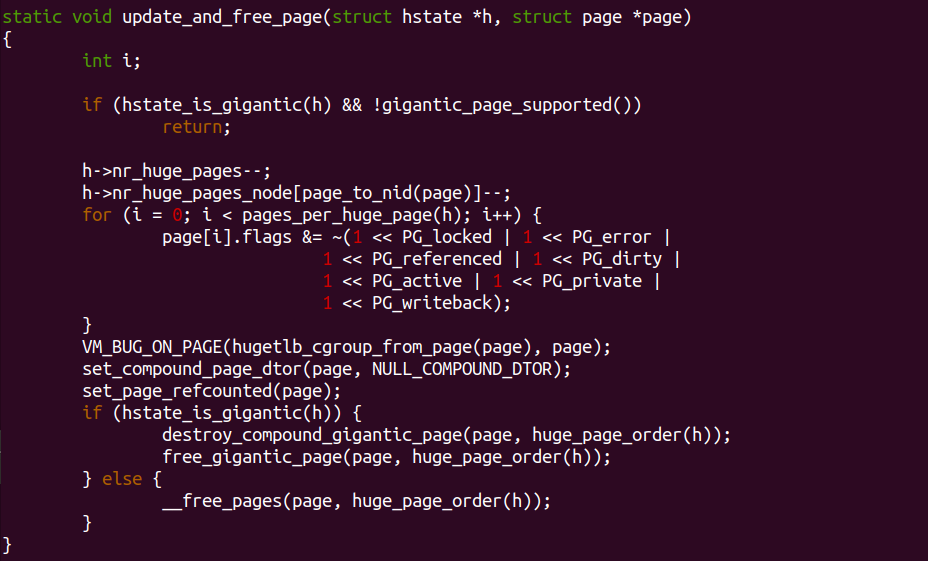 static void update_and_free_page(struct hstate *h, struct page *page)
{
        int i;

        if (hstate_is_gigantic(h) && !gigantic_page_supported())
                return;

        h->nr_huge_pages--;
        h->nr_huge_pages_node[page_to_nid(page)]--;
        for (i = 0; i < pages_per_huge_page(h); i++) {
                page[i].flags &= ~(1 << PG_locked | 1 << PG_error |
                                1 << PG_referenced | 1 << PG_dirty |
                                1 << PG_active | 1 << PG_private |
                                1 << PG_writeback);
        }
        VM_BUG_ON_PAGE(hugetlb_cgroup_from_page(page), page);
        set_compound_page_dtor(page, NULL_COMPOUND_DTOR);
        set_page_refcounted(page);
        if (hstate_is_gigantic(h)) {
                destroy_compound_gigantic_page(page, huge_page_order(h));
                free_gigantic_page(page, huge_page_order(h));
        } else {
                __free_pages(page, huge_page_order(h));
        }
}